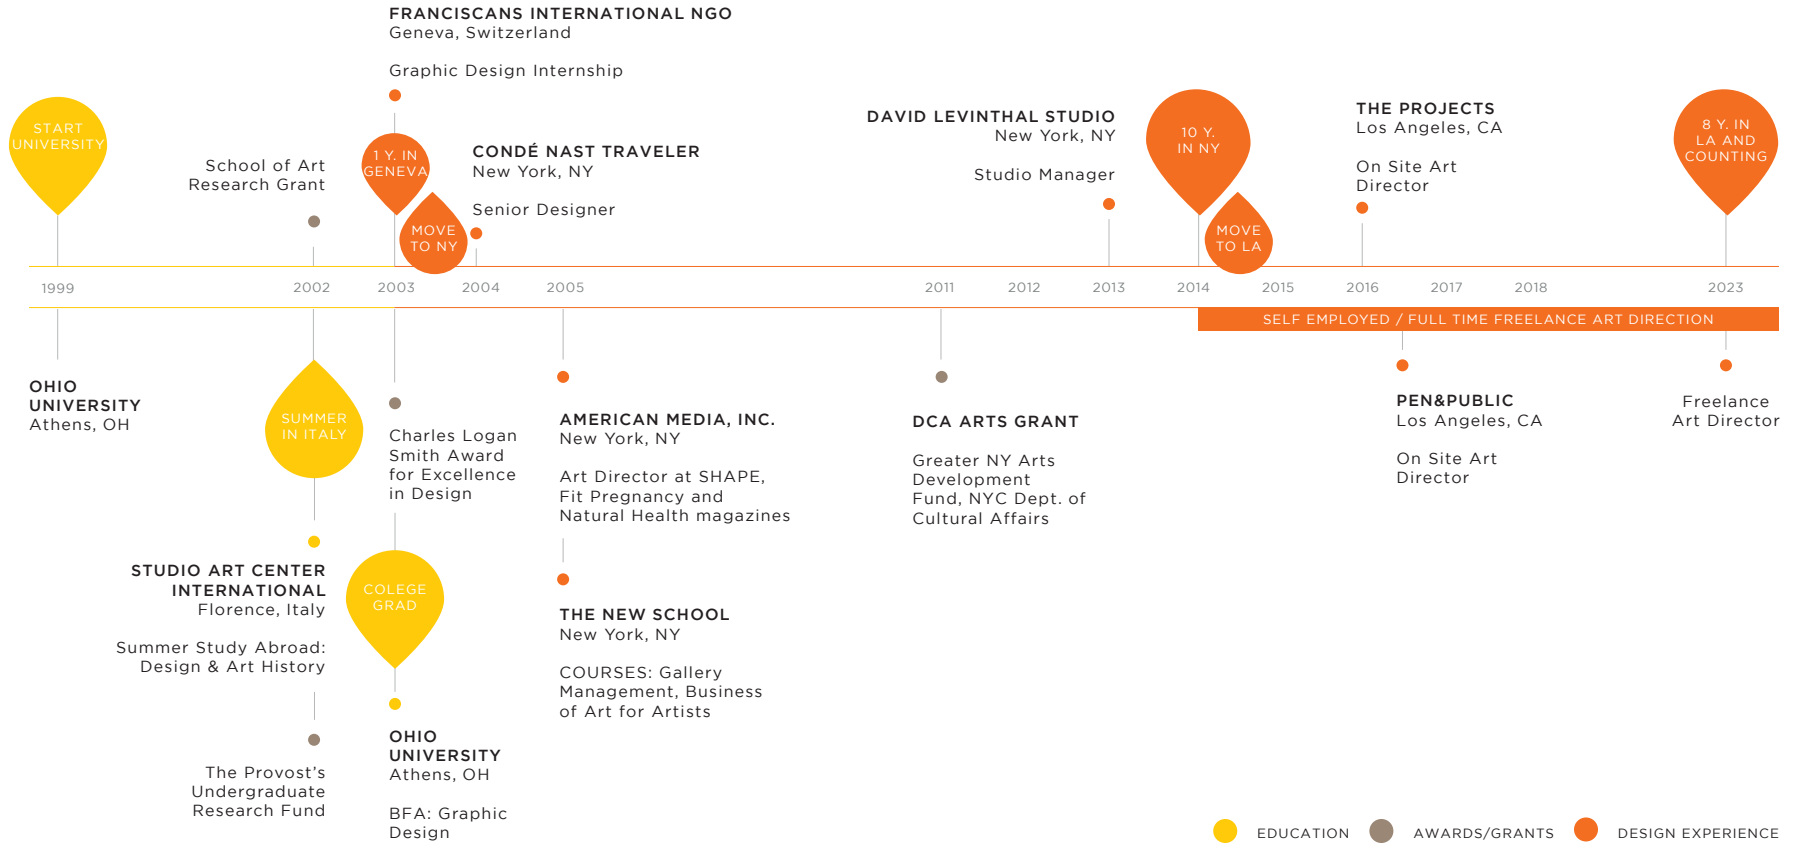 FRANCISCANS INTERNATIONAL NGO
Geneva, Switzerland
Graphic Design Internship
START
UNIVERSITY
School of Art
Research Grant
1 Y. IN
GENEVA
MOVE
TO NY
CONDÉ NAST TRAVELER
New York, NY
Senior Designer
DAVID LEVINTHAL STUDIO
New York, NY
Studio Manager
10 Y.
IN NY
MOVE
TO LA
THE PROJECTS
Los Angeles, CA
On Site Art
Director
8 Y. IN
LA AND
COUNTING
1999
2002
2003
2004
2005
2011
2012
2013
2014
2015
2016
2017
2018
2023
SELF EMPLOYED / FULL TIME FREELANCE ART DIRECTION
OHIO
UNIVERSITY
Athens, OH
SUMMER
IN ITALY
STUDIO ART CENTER
INTERNATIONAL
Florence, Italy
Summer Study Abroad:
Design & Art History
The Provost’s
Undergraduate
Research Fund
Charles Logan
Smith Award
for Excellence
in Design
COLEGE
GRAD
OHIO
UNIVERSITY
Athens, OH
BFA: Graphic
Design
AMERICAN MEDIA, INC.
New York, NY
Art Director at SHAPE,
Fit Pregnancy and
Natural Health magazines
THE NEW SCHOOL
New York, NY
COURSES: Gallery
Management, Business
of Art for Artists
DCA ARTS GRANT
Greater NY Arts
Development
Fund, NYC Dept. of
Cultural Affairs
PEN&PUBLIC
Los Angeles, CA
On Site Art
Director
Freelance
Art Director
EDUCATION
AWARDS/GRANTS
DESIGN EXPERIENCE